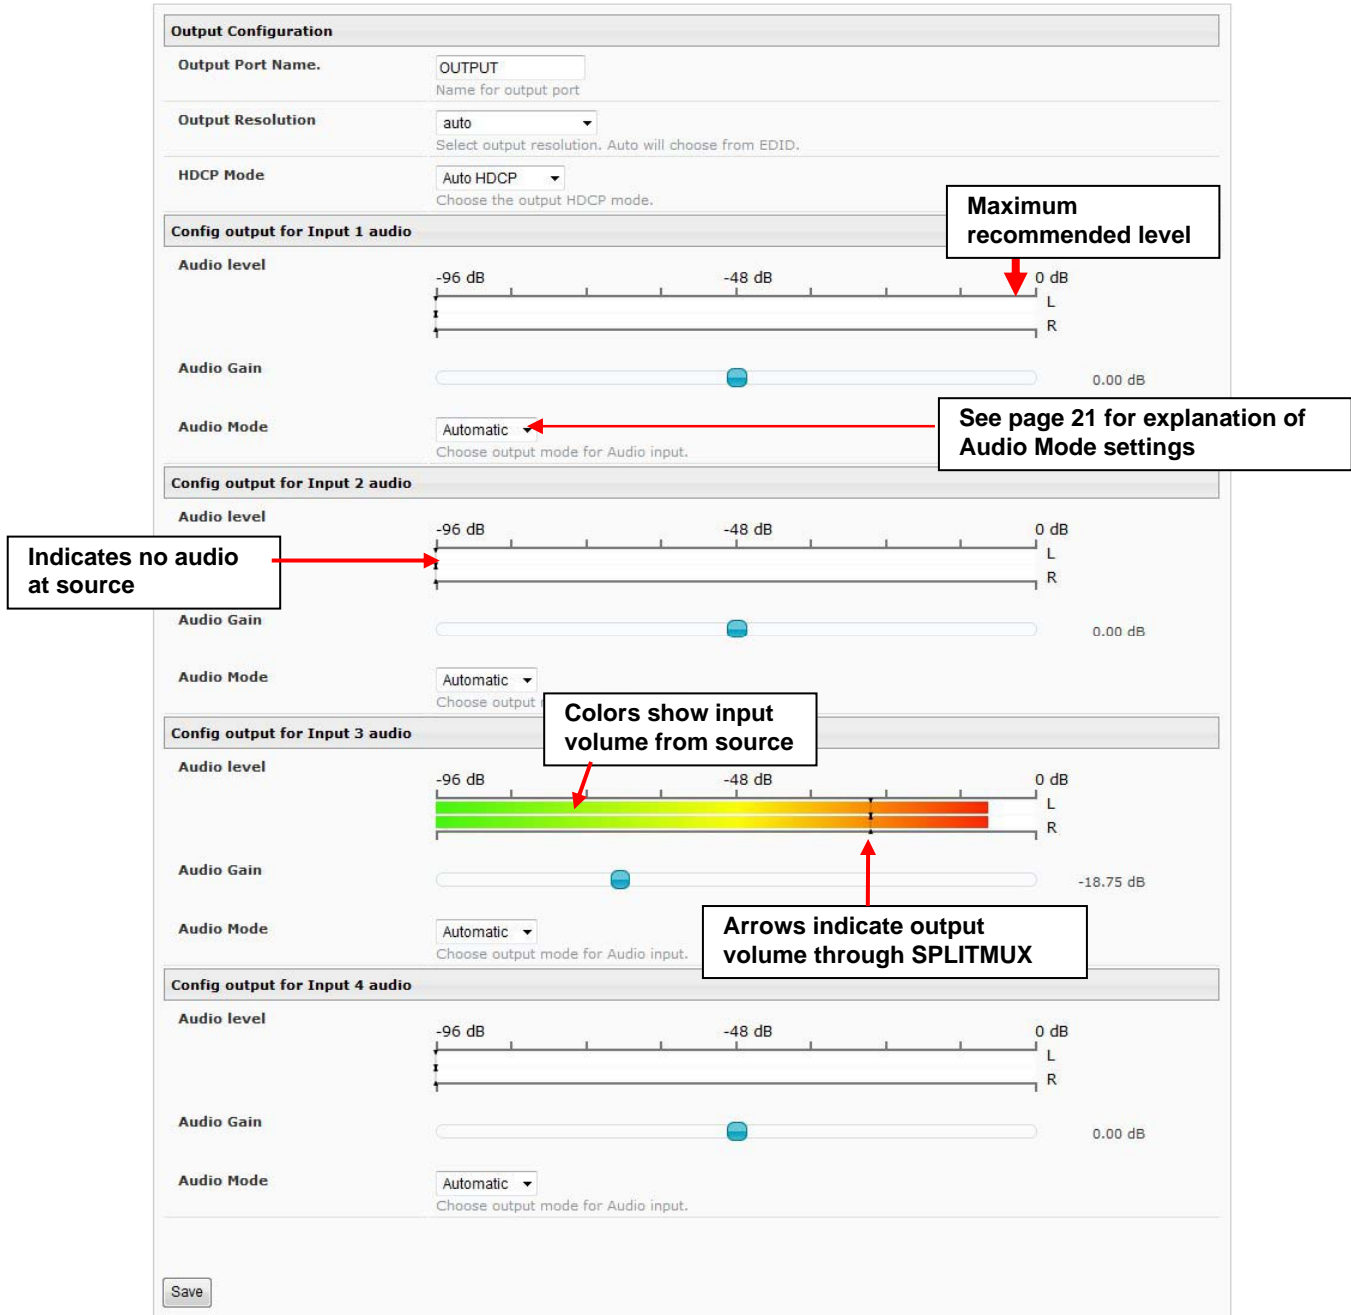 Output Configuration
Output Port Name.
OUTPUT
Name for output port
Output Resolution
auto
Select output resolution. Auto will choose from EDID.
HDCP Mode
Auto HDCP
Choose the output HDCP mode.
Maximum
recommended level
Config output for Input 1 audio
Audio level
-96 dB
-48 dB
0 dB
L
R
Audio Gain
0.00 dB
Audio Mode
Automatic
Choose output mode for Audio input.
See page 21 for explanation of
Audio Mode settings
Config output for Input 2 audio
Audio level
-96 dB
-48 dB
0 dB
L
R
Indicates no audio
at source
Audio Gain
0.00 dB
Audio Mode
Automatic
Choose output
Colors show input
volume from source
Config output for Input 3 audio
Audio level
-96 dB
-48 dB
0 dB
L
R
Audio Gain
-18.75 dB
Audio Mode
Automatic
Choose output mode for Audio input.
Arrows indicate output
volume through SPLITMUX
Config output for Input 4 audio
Audio level
-96 dB
-48 dB
0 dB
L
R
Audio Gain
0.00 dB
Audio Mode
Automatic
Choose output mode for Audio input.
Save